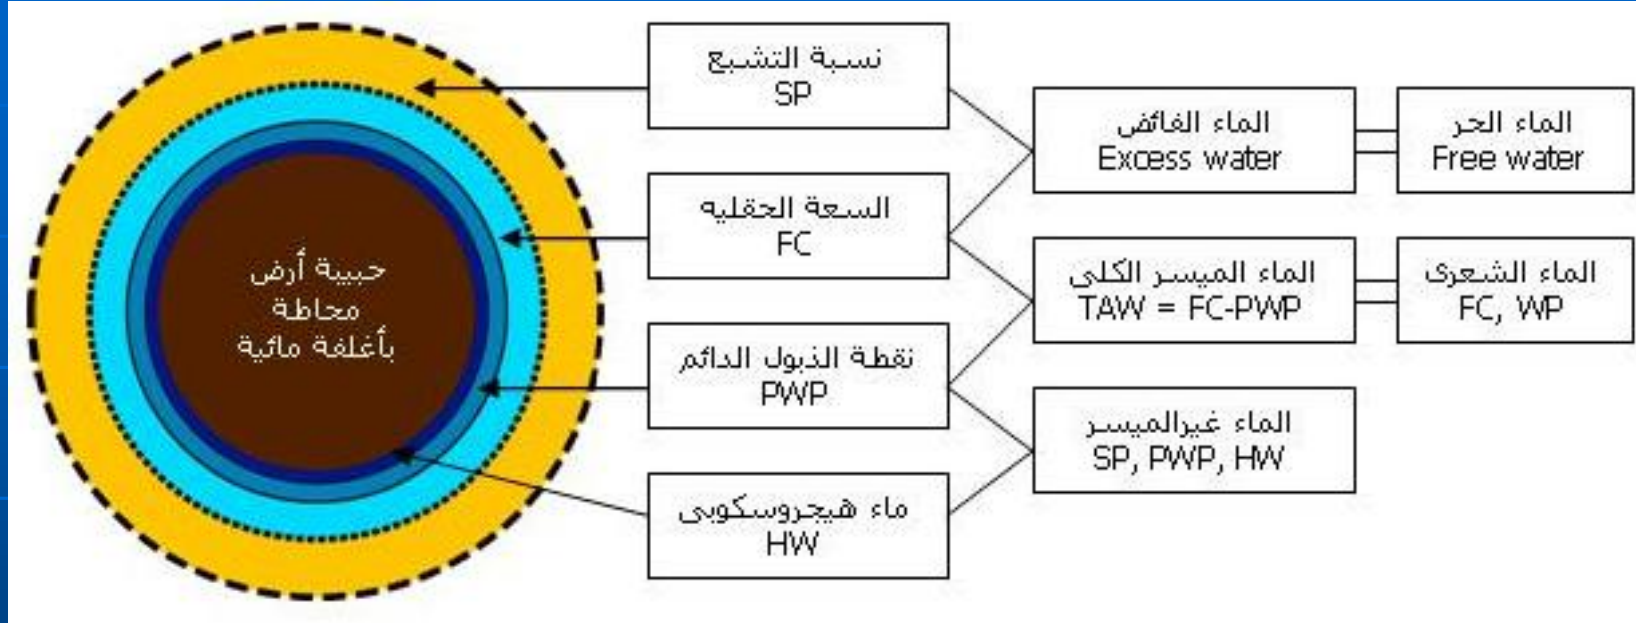 حبيبة أرض
محاطة
بأغلفة مائية
نسبة التشبع
SP
السعة الحقليه
FC
نقطة الذبول الدائم
PWP
ماء هيجروسكوبى
HW
الماء الفائض
Excess water
الماء الميسر الكلى
TAW = FC-PWP
الماء غيرالميسر
SP, PWP, HW
الماء الحر
Free water
الماء الشعرى
FC, WP